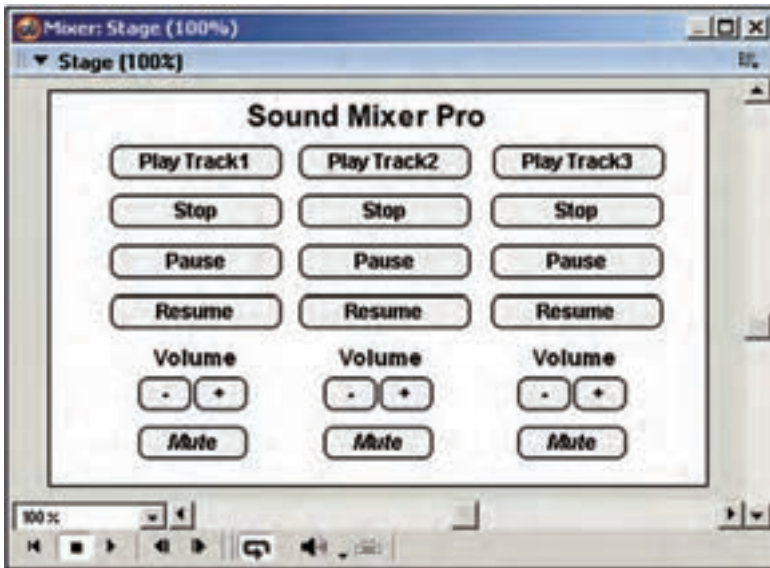 Mixer: Stage (100%)
Stage (100%)
Sound Mixer Pro
Play Track1 Play Track2 Play Track3
Stop Stop Stop
Pause Pause Pause
Resume Resume Resume
Volume Volume Volume
- + - + - +
Mute Mute Mute
100%